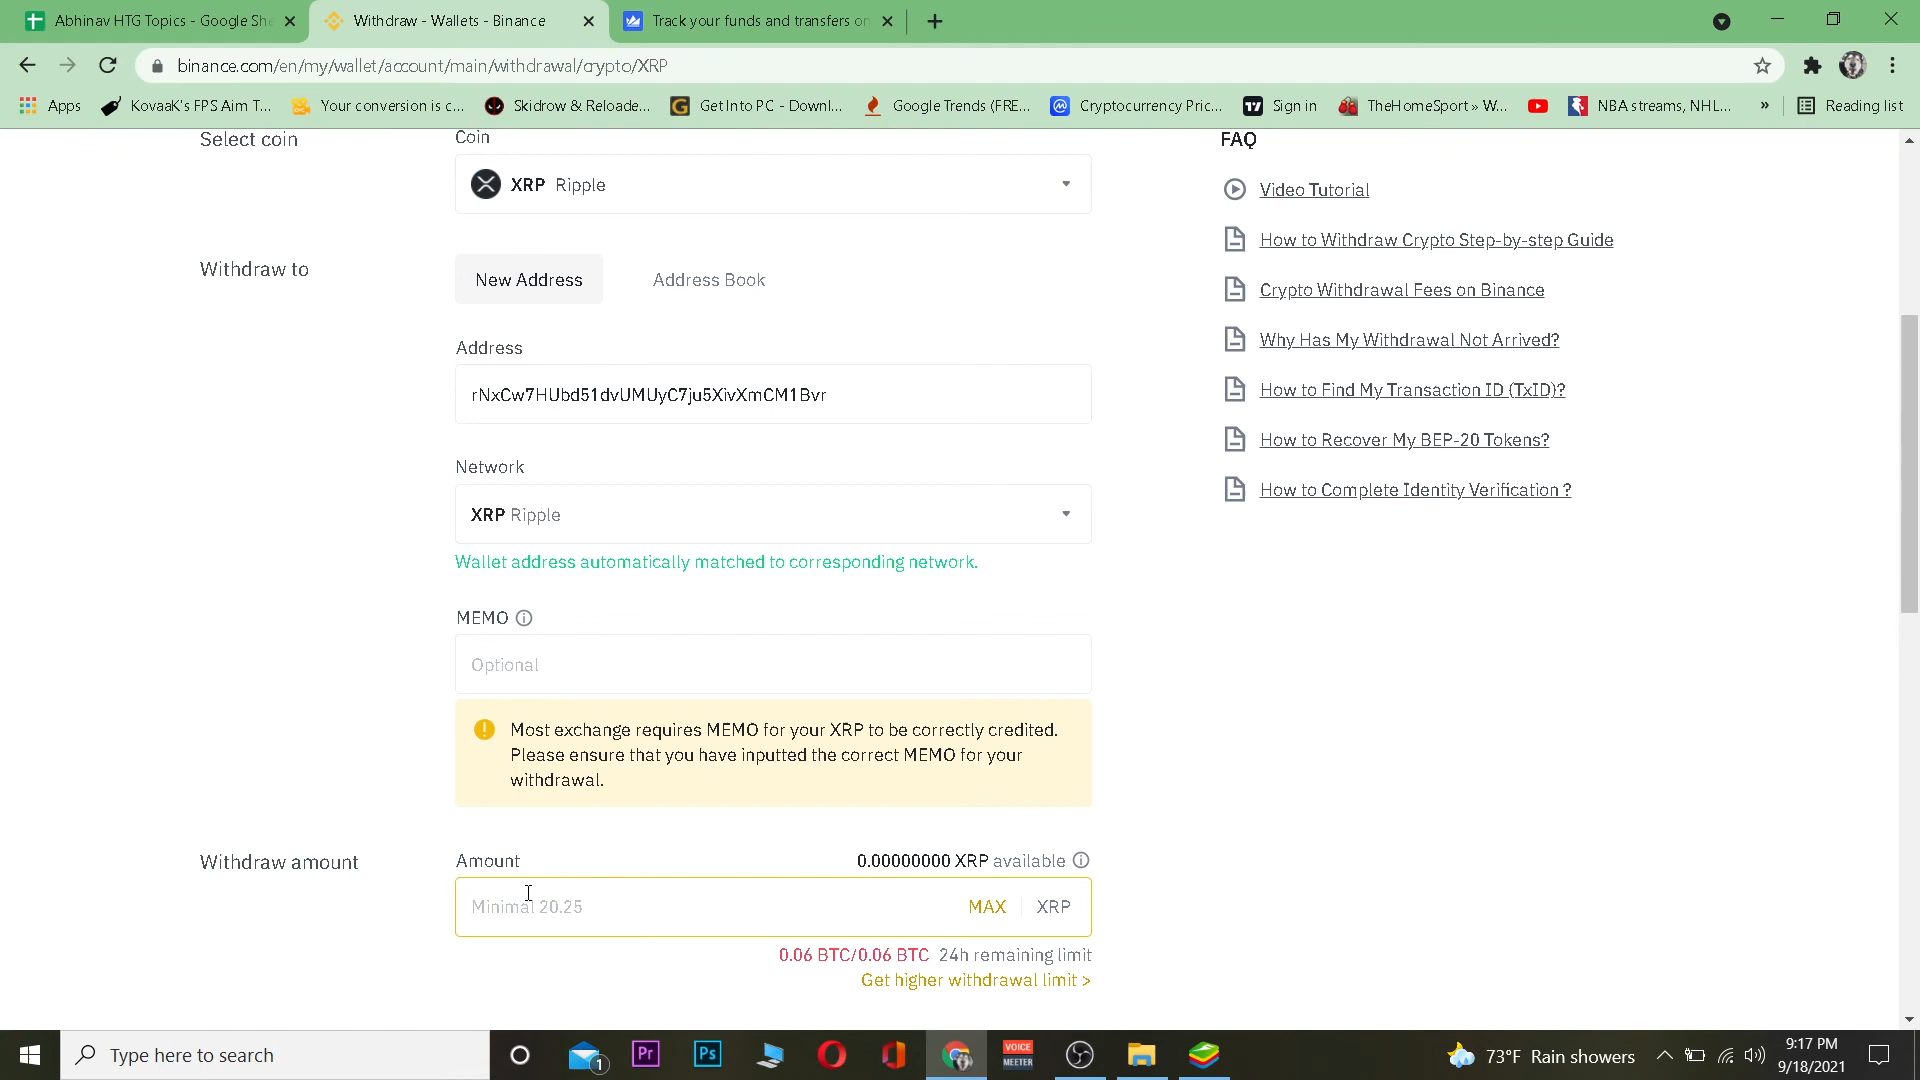 Abhinav HTG Topics - Google She
Withdraw - Wallets - Binance
Track your funds and transfers on
binance.com/en/my/wallet/account/main/withdrawal/crypto/XRP
Apps
KovaaK's FPS Aim T...
Your conversion is c...
Skidrow & Reloade...
Get Into PC - Downl...
Google Trends (FRE...
Cryptocurrency Pric...
Sign in
TheHomeSport » W...
NBA streams, NHL...
»
Reading list
Select coin
Coin
XRP Ripple
Withdraw to
New Address
Address Book
Address
rNxCw7HUbd51dvUMUyC7ju5XivXmCM1Bvr
Network
XRP Ripple
Wallet address automatically matched to corresponding network.
MEMO
Optional
Most exchange requires MEMO for your XRP to be correctly credited.
Please ensure that you have inputted the correct MEMO for your
withdrawal.
Withdraw amount
Amount
0.00000000 XRP available
Minimal 20.25
MAX
XRP
0.06 BTC/0.06 BTC 24h remaining limit
Get higher withdrawal limit >
FAQ
Video Tutorial
How to Withdraw Crypto Step-by-step Guide
Crypto Withdrawal Fees on Binance
Why Has My Withdrawal Not Arrived?
How to Find My Transaction ID (TxID)?
How to Recover My BEP-20 Tokens?
How to Complete Identity Verification ?
Type here to search
1
Pr
Ps
VOICE
MEETER
73°F Rain showers
9:17 PM
9/18/2021